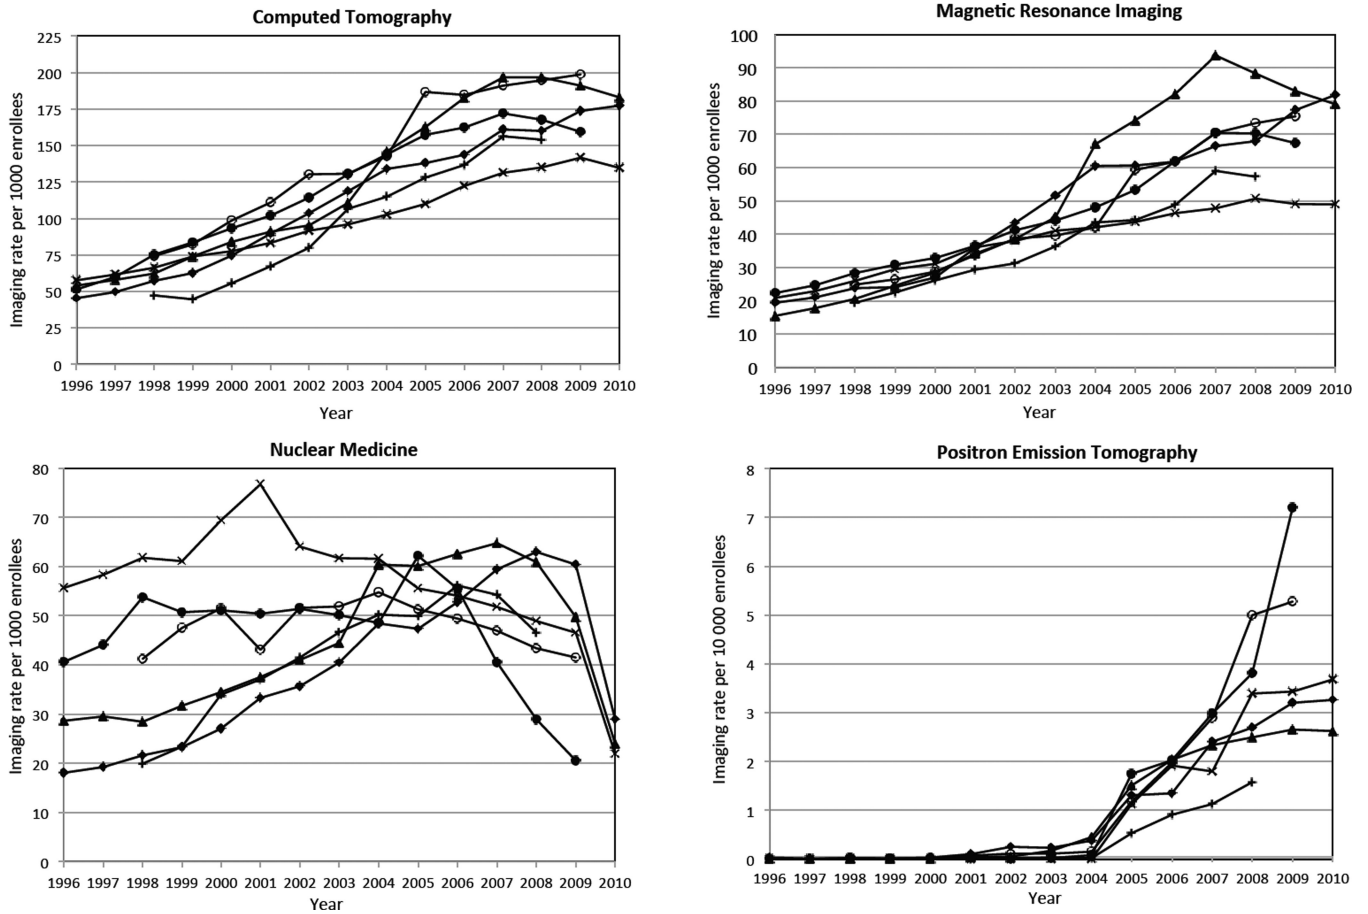 Computed Tomography
Imaging rate per 1000 enrollees
225
200
175
150
125
100
75
50
25
0
1996 1997 1998 1999 2000 2001 2002 2003 2004 2005 2006 2007 2008 2009 2010
Year
Magnetic Resonance Imaging
Imaging rate per 1000 enrollees
100
90
80
70
60
50
40
30
20
10
0
1996 1997 1998 1999 2000 2001 2002 2003 2004 2005 2006 2007 2008 2009 2010
Year
Nuclear Medicine
Imaging rate per 1000 enrollees
80
70
60
50
40
30
20
10
0
1996 1997 1998 1999 2000 2001 2002 2003 2004 2005 2006 2007 2008 2009 2010
Year
Positron Emission Tomography
Imaging rate per 10 000 enrollees
8
7
6
5
4
3
2
1
0
1996 1997 1998 1999 2000 2001 2002 2003 2004 2005 2006 2007 2008 2009 2010
Year